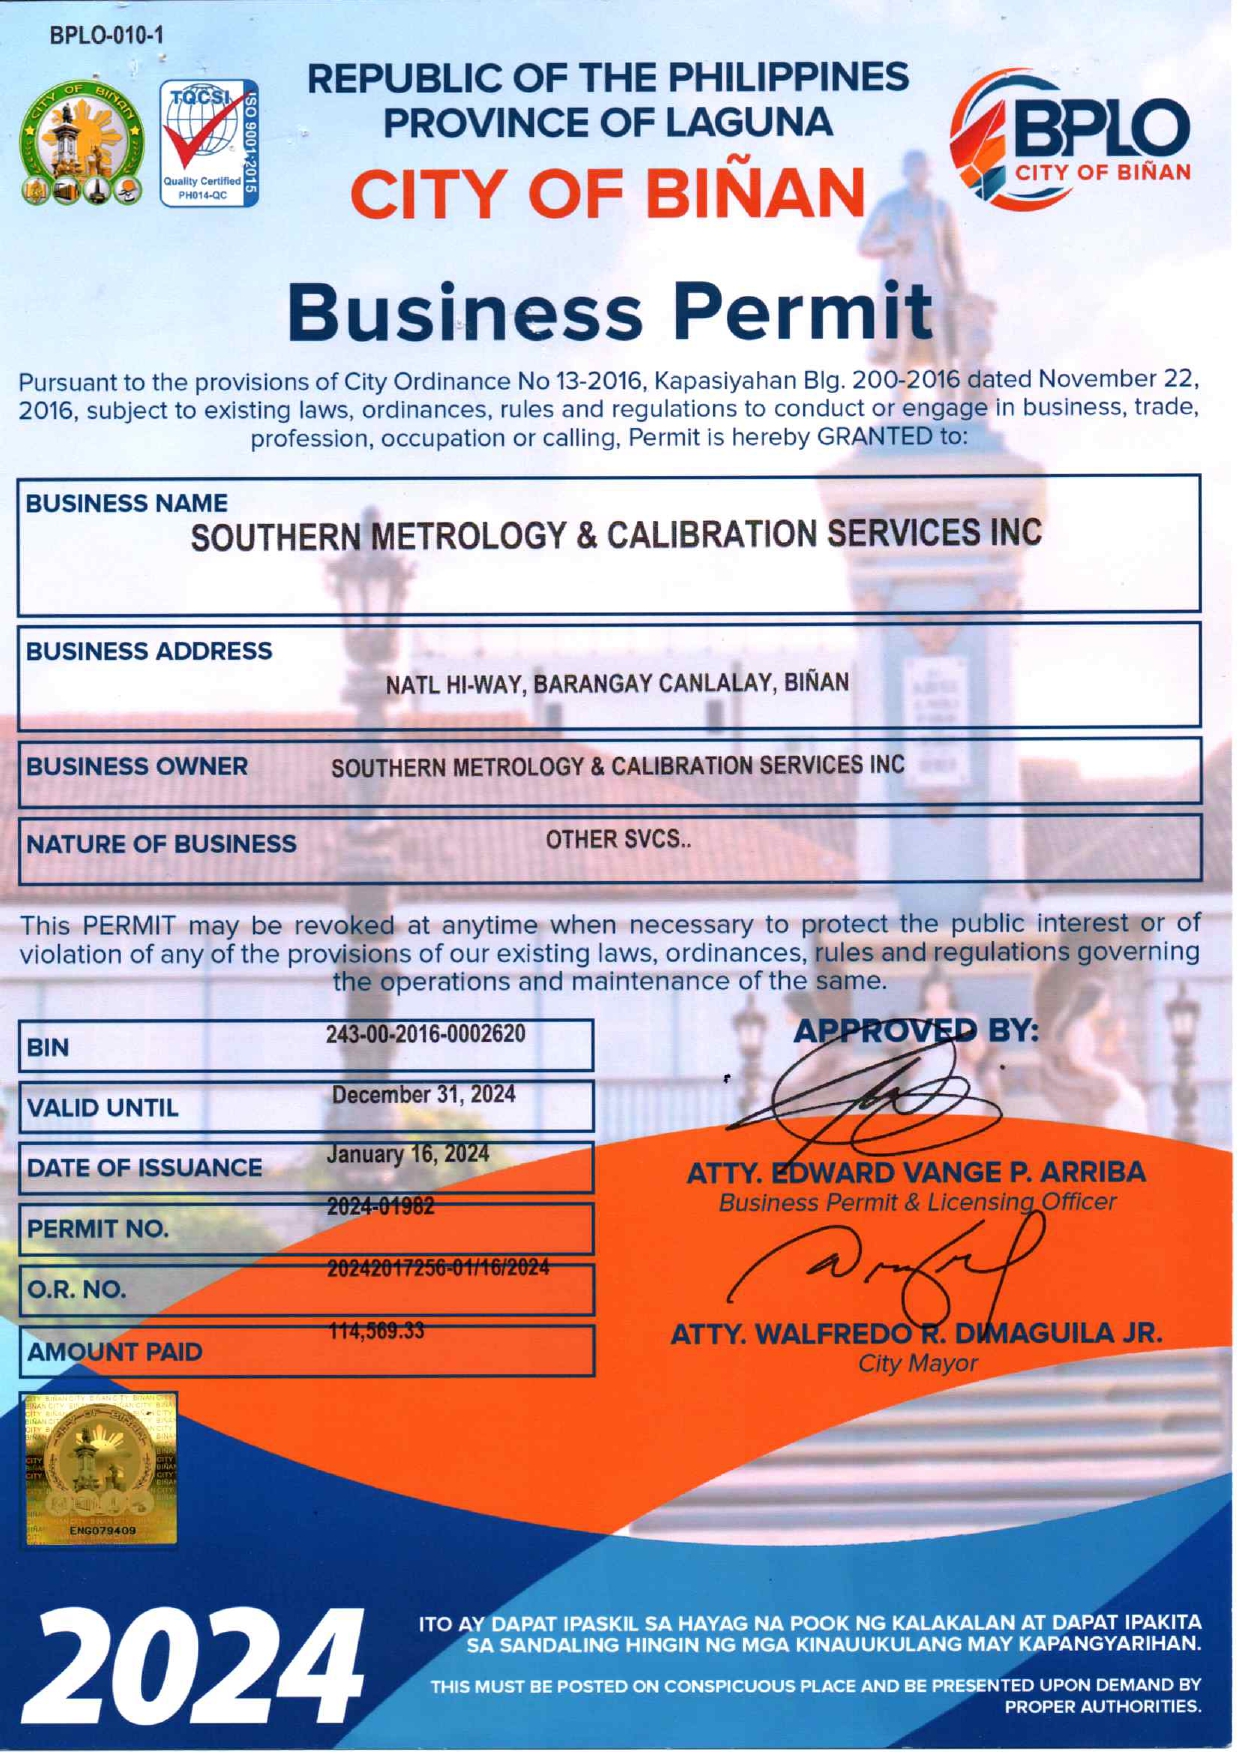 BPLO-010-1
CITY OF BIÑAN
TQCSI
ISO 9001:2015
Quality Certified
PH014-QC
REPUBLIC OF THE PHILIPPINES
PROVINCE OF LAGUNA
CITY OF BIÑAN
BPLO
CITY OF BIÑAN
Business Permit
Pursuant to the provisions of City Ordinance No 13-2016, Kapasiyahan Blg. 200-2016 dated November 22,
2016, subject to existing laws, ordinances, rules and regulations to conduct or engage in business, trade,
profession, occupation or calling, Permit is hereby GRANTED to:
BUSINESS NAME
SOUTHERN METROLOGY & CALIBRATION SERVICES INC
BUSINESS ADDRESS
NATL HI-WAY, BARANGAY CANLALAY, BIÑAN
BUSINESS OWNER SOUTHERN METROLOGY & CALIBRATION SERVICES INC
NATURE OF BUSINESS OTHER SVCS..
This PERMIT may be revoked at anytime when necessary to protect the public interest or of
violation of any of the provisions of our existing laws, ordinances, rules and regulations governing
the operations and maintenance of the same.
BIN 243-00-2016-0002620
VALID UNTIL December 31, 2024
DATE OF ISSUANCE January 16, 2024
PERMIT NO. 2024-01982
O.R. NO. 20242017256-01/16/2024
AMOUNT PAID 114,569.33
APPROVED BY:
ATTY. EDWARD VANGE P. ARRIBA
Business Permit & Licensing Officer
ATTY. WALFREDO R. DIMAGUILA JR.
City Mayor
ENG079409
2024
ITO AY DAPAT IPASKIL SA HAYAG NA POOK NG KALAKALAN AT DAPAT IPAKITA
SA SANDALING HINGIN NG MGA KINAUUKULANG MAY KAPANGYARIHAN.
THIS MUST BE POSTED ON CONSPICUOUS PLACE AND BE PRESENTED UPON DEMAND BY
PROPER AUTHORITIES.